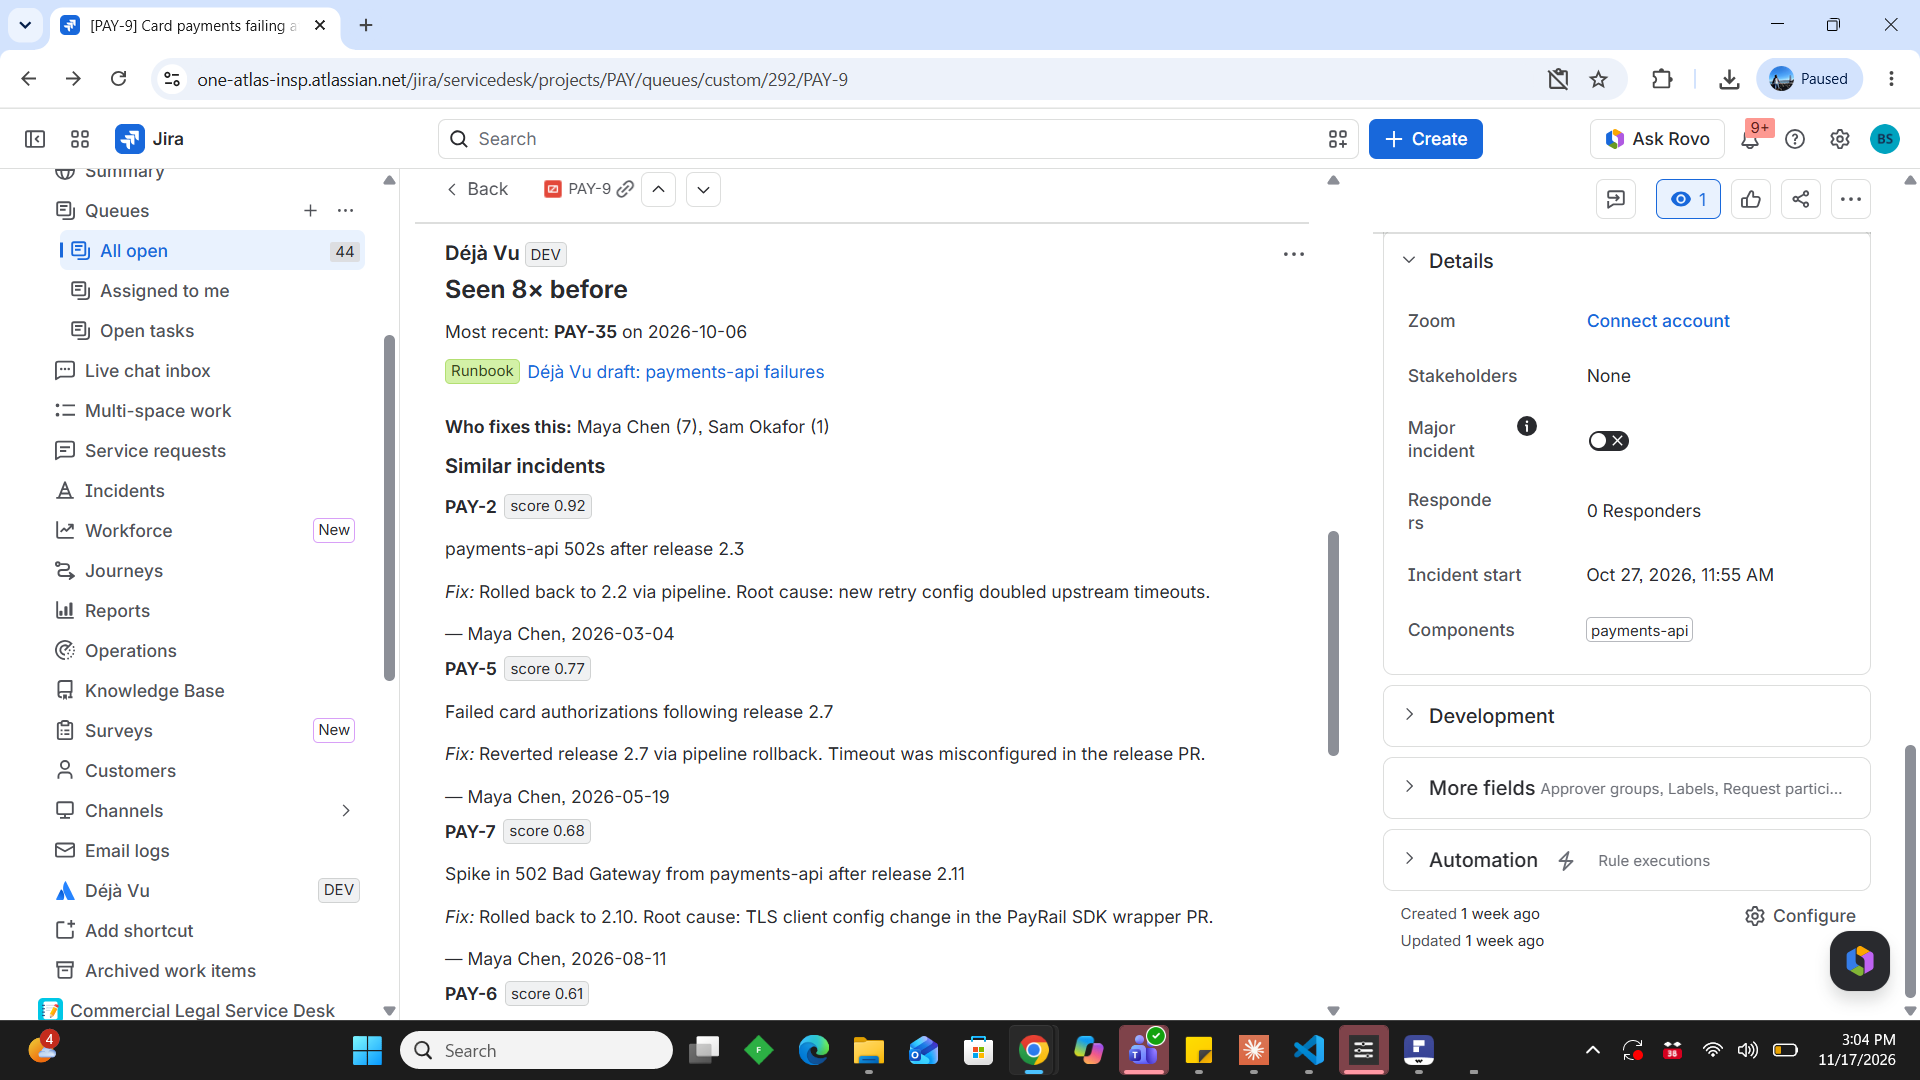 [PAY-9] Card payments failing a
one-atlas-insp.atlassian.net/jira/servicedesk/projects/PAY/queues/custom/292/PAY-9
Paused
Jira
Search
Create
Ask Rovo
9+
BS
Summary
Queues
All open
44
Assigned to me
Open tasks
Live chat inbox
Multi-space work
Service requests
Incidents
Workforce
New
Journeys
Reports
Operations
Knowledge Base
Surveys
New
Customers
Channels
Email logs
Déjà Vu
DEV
Add shortcut
Archived work items
Commercial Legal Service Desk
Back
PAY-9
Déjà Vu DEV
Seen 8× before
Most recent: PAY-35 on 2026-10-06
Runbook Déjà Vu draft: payments-api failures
Who fixes this: Maya Chen (7), Sam Okafor (1)
Similar incidents
PAY-2 score 0.92
payments-api 502s after release 2.3
Fix: Rolled back to 2.2 via pipeline. Root cause: new retry config doubled upstream timeouts.
— Maya Chen, 2026-03-04
PAY-5 score 0.77
Failed card authorizations following release 2.7
Fix: Reverted release 2.7 via pipeline rollback. Timeout was misconfigured in the release PR.
— Maya Chen, 2026-05-19
PAY-7 score 0.68
Spike in 502 Bad Gateway from payments-api after release 2.11
Fix: Rolled back to 2.10. Root cause: TLS client config change in the PayRail SDK wrapper PR.
— Maya Chen, 2026-08-11
PAY-6 score 0.61
1
Details
Zoom
Connect account
Stakeholders
None
Major
incident
Responde
rs
0 Responders
Incident start
Oct 27, 2026, 11:55 AM
Components
payments-api
Development
More fields Approver groups, Labels, Request partici...
Automation
Rule executions
Created 1 week ago
Updated 1 week ago
Configure
4
Search
38
3:04 PM
11/17/2026